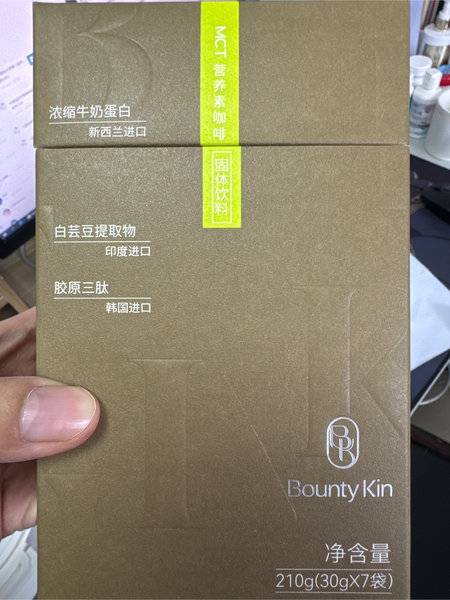 MCT 营养素咖啡
固体饮料
浓缩牛奶蛋白
新西兰进口
白芸豆提取物
印度进口
胶原三肽
韩国进口
Bounty Kin
净含量
210g(30gX7袋)